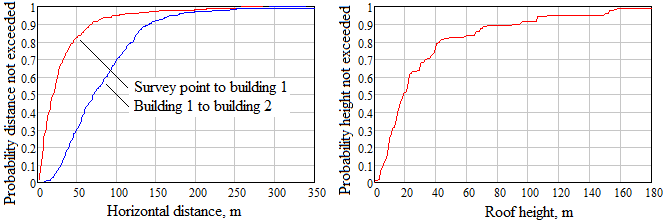 Probability distance not exceeded
1
0.9
0.8
0.7
0.6
0.5
0.4
0.3
0.2
0.1
0
Survey point to building 1
Building 1 to building 2
0 50 100 150 200 250 300 350
Horizontal distance, m
Probability height not exceeded
1
0.9
0.8
0.7
0.6
0.5
0.4
0.3
0.2
0.1
0
0 20 40 60 80 100 120 140 160 180
Roof height, m